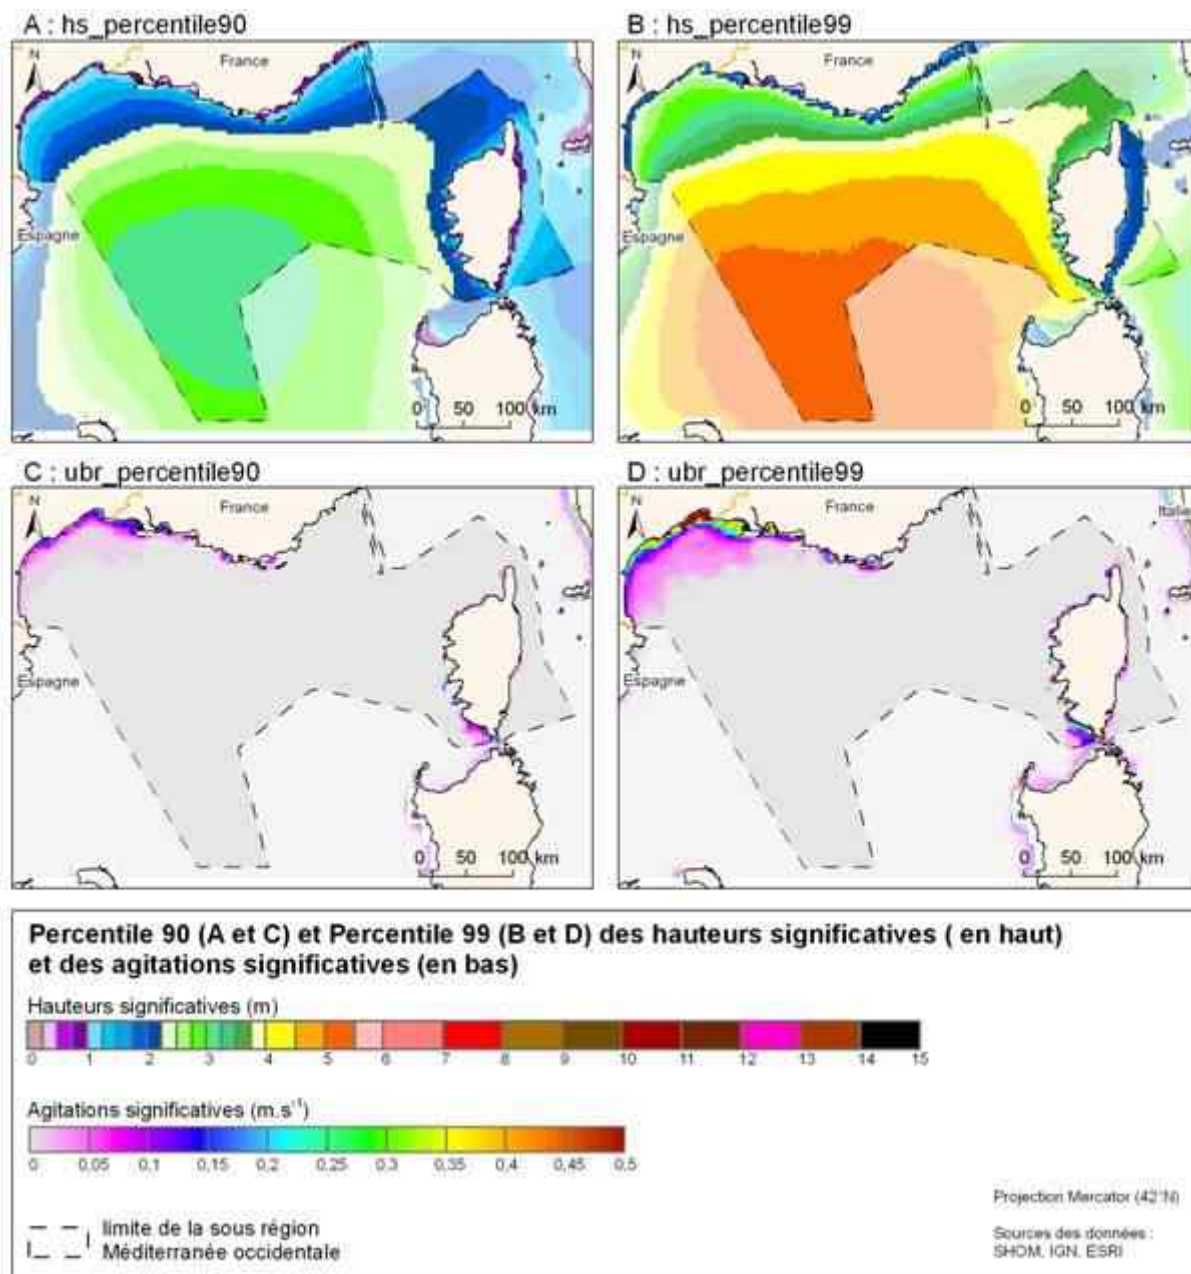 A : hs_percentile90
B : hs_percentile99
N
France
Espagne
0 50 100 km
N
France
Espagne
0 50 100 km
C : ubr_percentile90
D : ubr_percentile99
N
France
Espagne
0 50 100 km
N
France
Italie
Espagne
0 50 100 km
Percentile 90 (A et C) et Percentile 99 (B et D) des hauteurs significatives ( en haut)
et des agitations significatives (en bas)
Hauteurs significatives (m)
0 1 2 3 4 5 6 7 8 9 10 11 12 13 14 15
Agitations significatives (m.s⁻¹)
0 0,05 0,1 0,15 0,2 0,25 0,3 0,35 0,4 0,45 0,5
limite de la sous région
Méditerranée occidentale
Projection Mercator (42°N)
Sources des données :
SHOM, IGN, ESRI